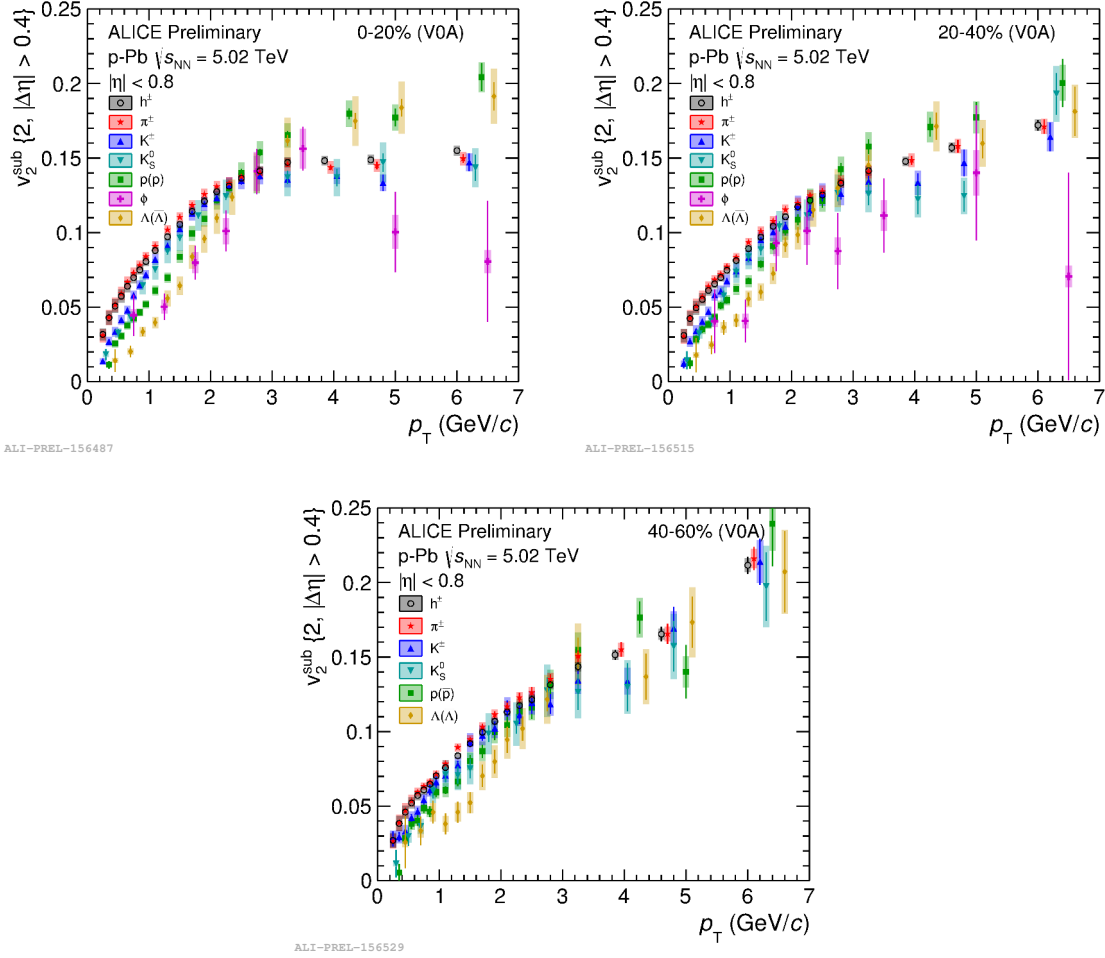 ALICE Preliminary 0-20% (V0A)
p-Pb √sNN = 5.02 TeV
|η| < 0.8
h±
π±
K±
K0S
p(p)
ϕ
Λ(Λ̅)
v2sub {2, |Δη| > 0.4}
0.25
0.2
0.15
0.1
0.05
0
0 1 2 3 4 5 6 7
pT (GeV/c)
ALI-PREL-156487
ALICE Preliminary 20-40% (V0A)
p-Pb √sNN = 5.02 TeV
|η| < 0.8
h±
π±
K±
K0S
p(p)
ϕ
Λ(Λ̅)
v2sub {2, |Δη| > 0.4}
0.25
0.2
0.15
0.1
0.05
0
0 1 2 3 4 5 6 7
pT (GeV/c)
ALI-PREL-156515
ALICE Preliminary 40-60% (V0A)
p-Pb √sNN = 5.02 TeV
|η| < 0.8
h±
π±
K±
K0S
p(p̅)
Λ(Λ)
v2sub {2, |Δη| > 0.4}
0.25
0.2
0.15
0.1
0.05
0
0 1 2 3 4 5 6 7
pT (GeV/c)
ALI-PREL-156529